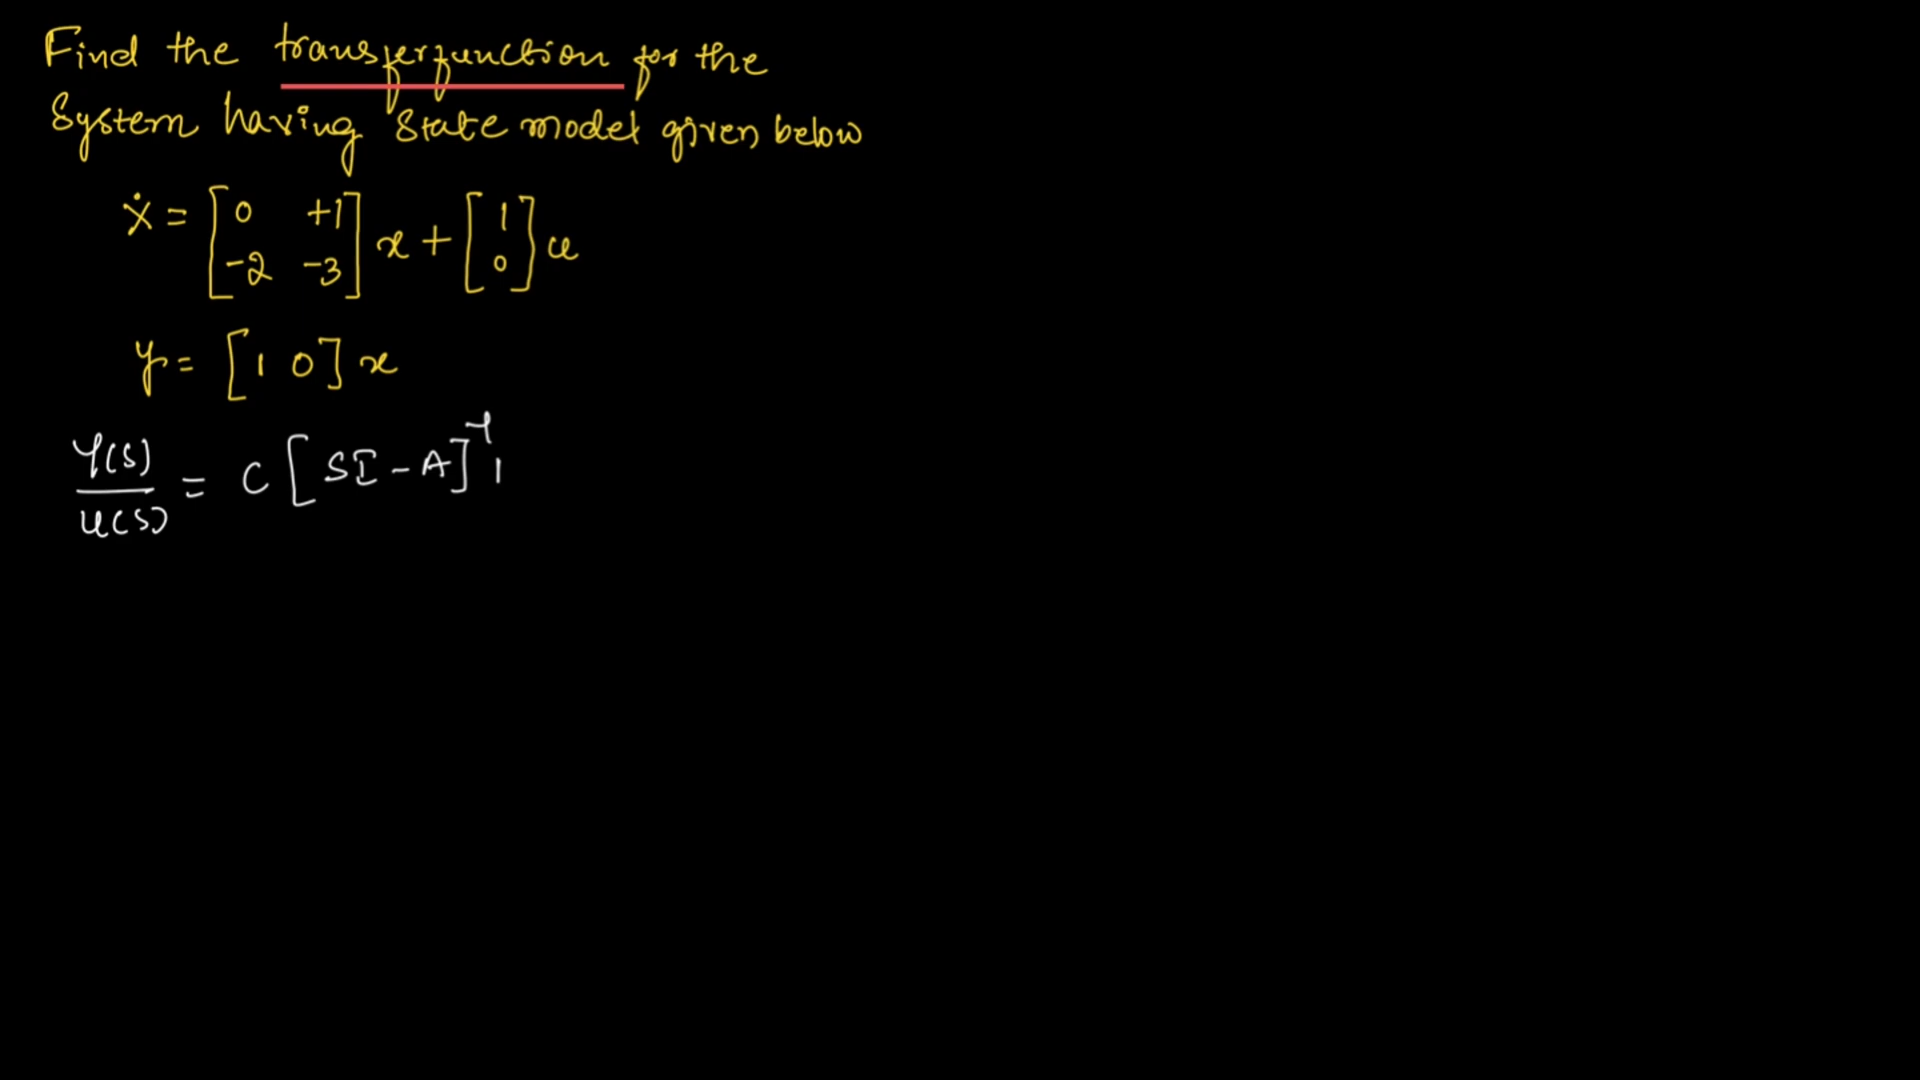 Find the transferfunction for the
System having State model given below
Ẋ = [0 +1
-2 -3] x + [1
0] u
y = [1 0] x
Y(S)/U(S) = C [SI - A]⁻¹ I